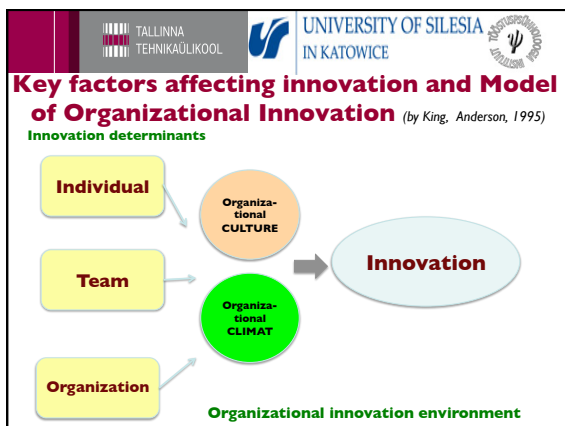 TALLINNA
TEHNIKAÜLIKOOL
UNIVERSITY OF SILESIA
IN KATOWICE
INSTITUUT
Ψ
Key factors affecting innovation and Model
of Organizational Innovation (by King, Anderson, 1995)
Innovation determinants
Individual
Organiza-
tional
CULTURE
Team
Innovation
Organiza-
tional
CLIMAT
Organization
Organizational innovation environment